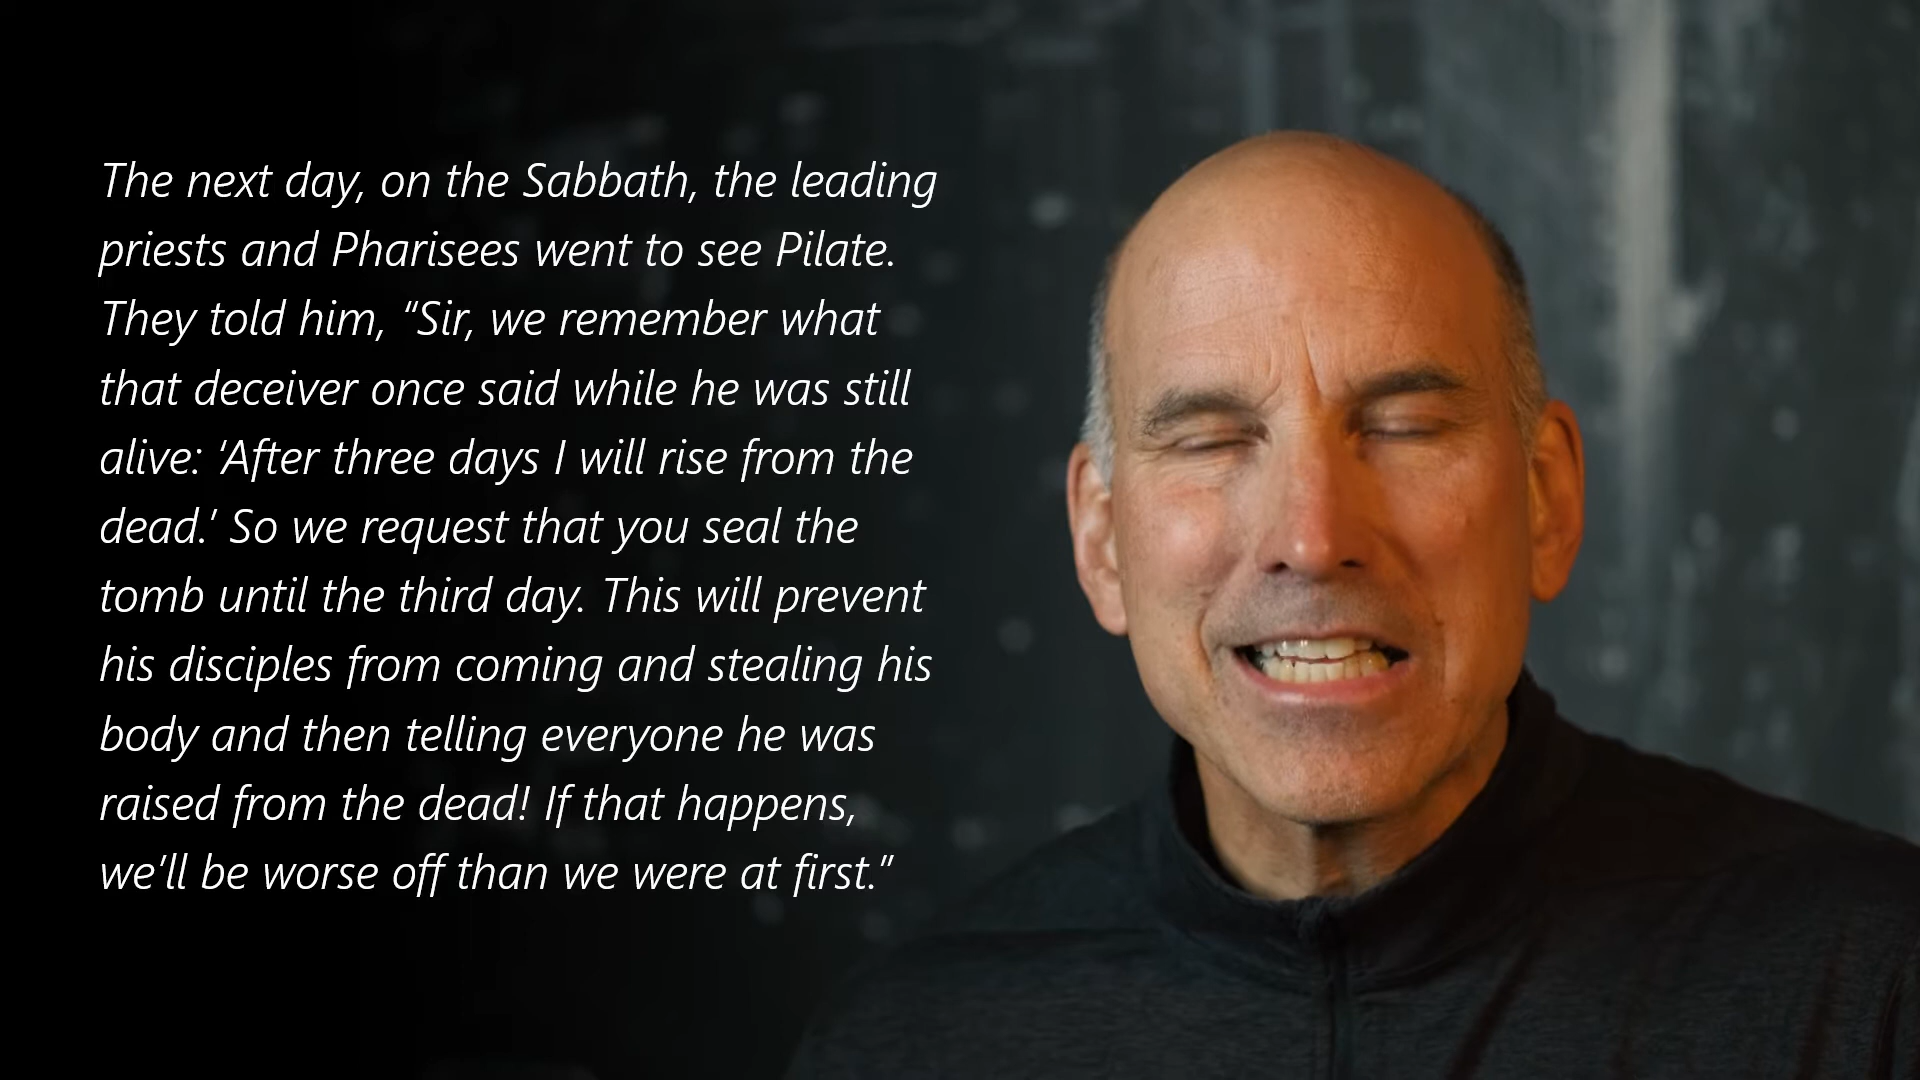 The next day, on the Sabbath, the leading
priests and Pharisees went to see Pilate.
They told him, “Sir, we remember what
that deceiver once said while he was still
alive: ‘After three days I will rise from the
dead.’ So we request that you seal the
tomb until the third day. This will prevent
his disciples from coming and stealing his
body and then telling everyone he was
raised from the dead! If that happens,
we’ll be worse off than we were at first.”